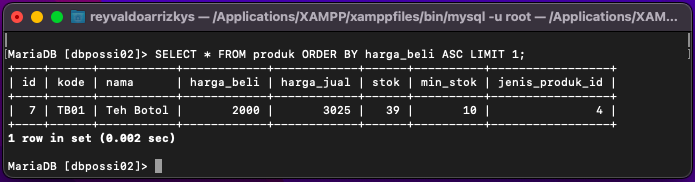 reyvaldoarrizkys — /Applications/XAMPP/xamppfiles/bin/mysql -u root — /Applications/XAM...
MariaDB [dbpossi02]> SELECT * FROM produk ORDER BY harga_beli ASC LIMIT 1;
+----+------+-----------+------------+------------+------+----------+-----------------+
| id | kode | nama      | harga_beli | harga_jual | stok | min_stok | jenis_produk_id |
+----+------+-----------+------------+------------+------+----------+-----------------+
|  7 | TB01 | Teh Botol |       2000 |       3025 |   39 |       10 |               4 |
+----+------+-----------+------------+------------+------+----------+-----------------+
1 row in set (0.002 sec)
MariaDB [dbpossi02]>